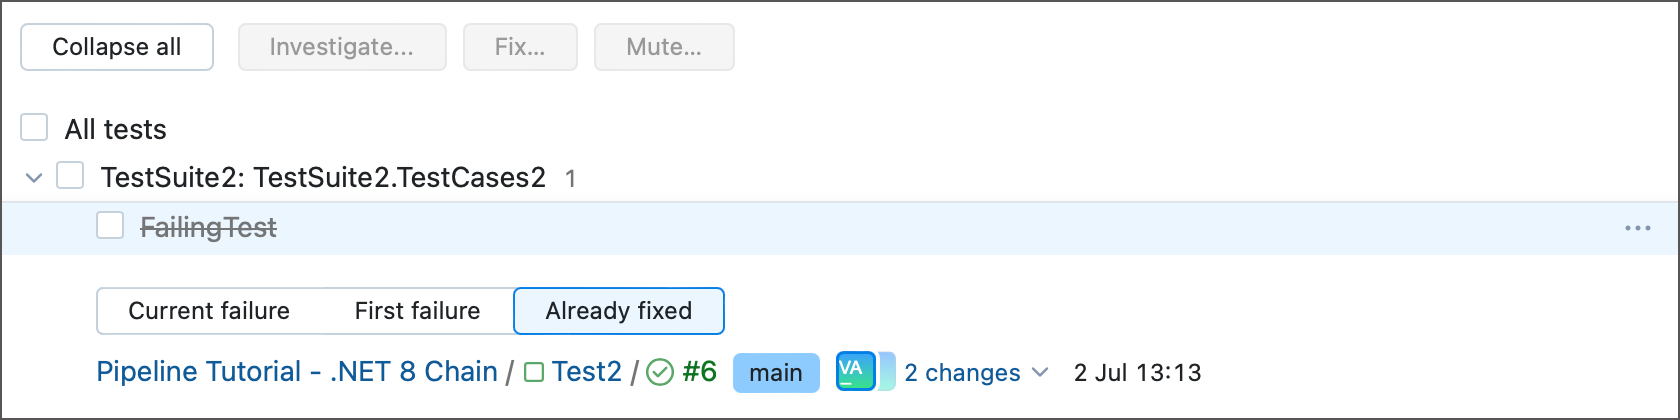 Collapse all Investigate... Fix... Mute...
All tests
TestSuite2: TestSuite2.TestCases2 1
FailingTest ...
Current failure First failure Already fixed
Pipeline Tutorial - .NET 8 Chain / Test2 / #6 main VA 2 changes 2 Jul 13:13